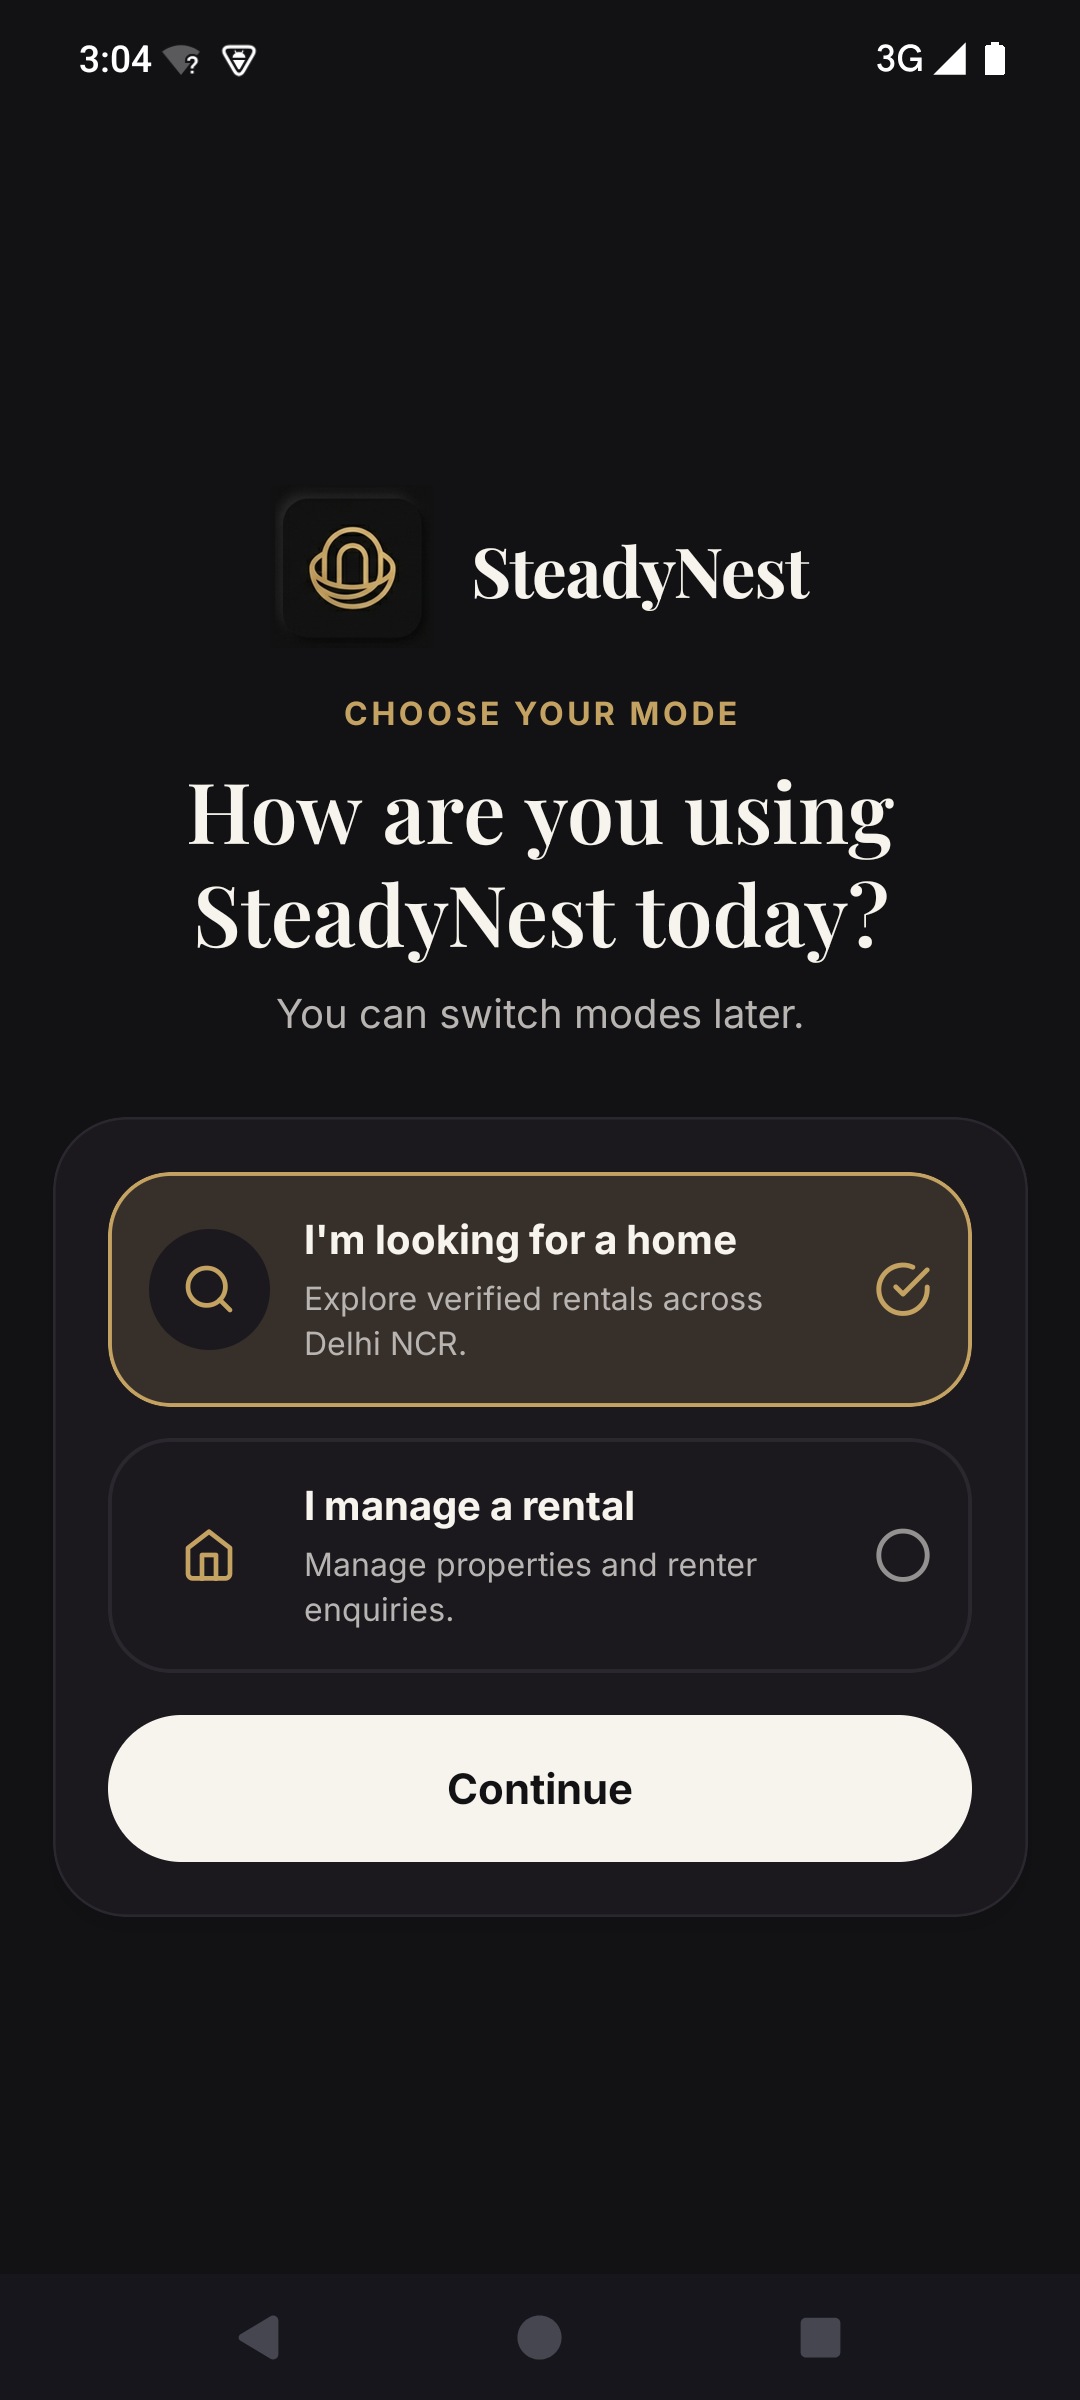 3:04
3G
SteadyNest
CHOOSE YOUR MODE
How are you using
SteadyNest today?
You can switch modes later.
I'm looking for a home
Explore verified rentals across
Delhi NCR.
I manage a rental
Manage properties and renter
enquiries.
Continue